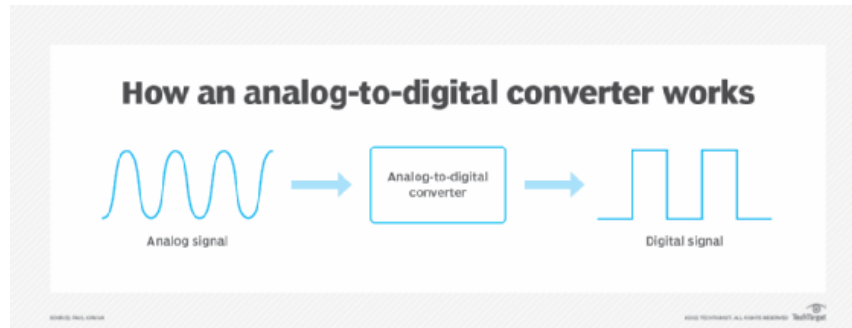 How an analog-to-digital converter works
Analog-to-digital
converter
Analog signal
Digital signal
TechTarget